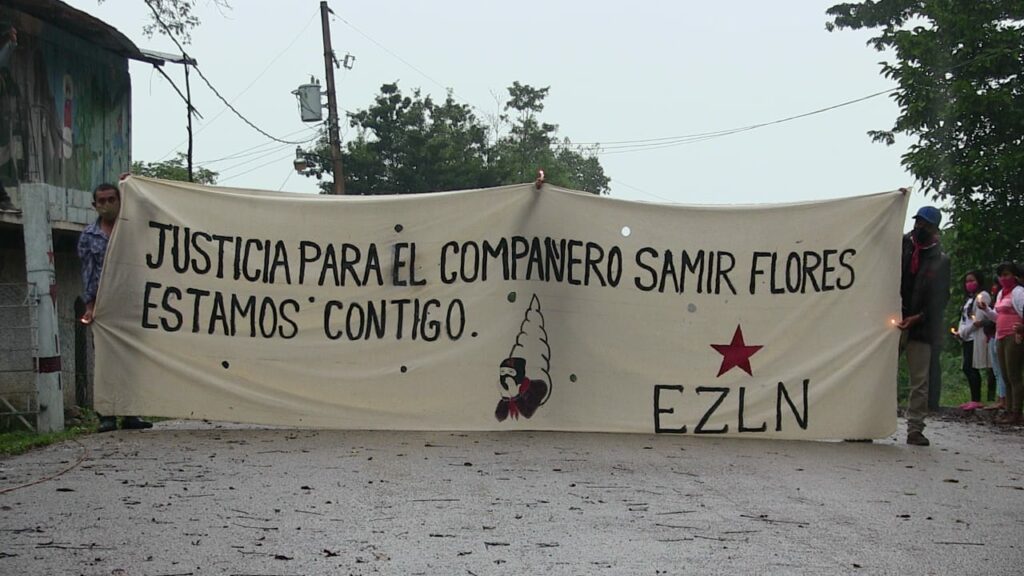 JUSTICIA PARA EL COMPAÑERO SAMIR FLORES
ESTAMOS CONTIGO.
EZLN